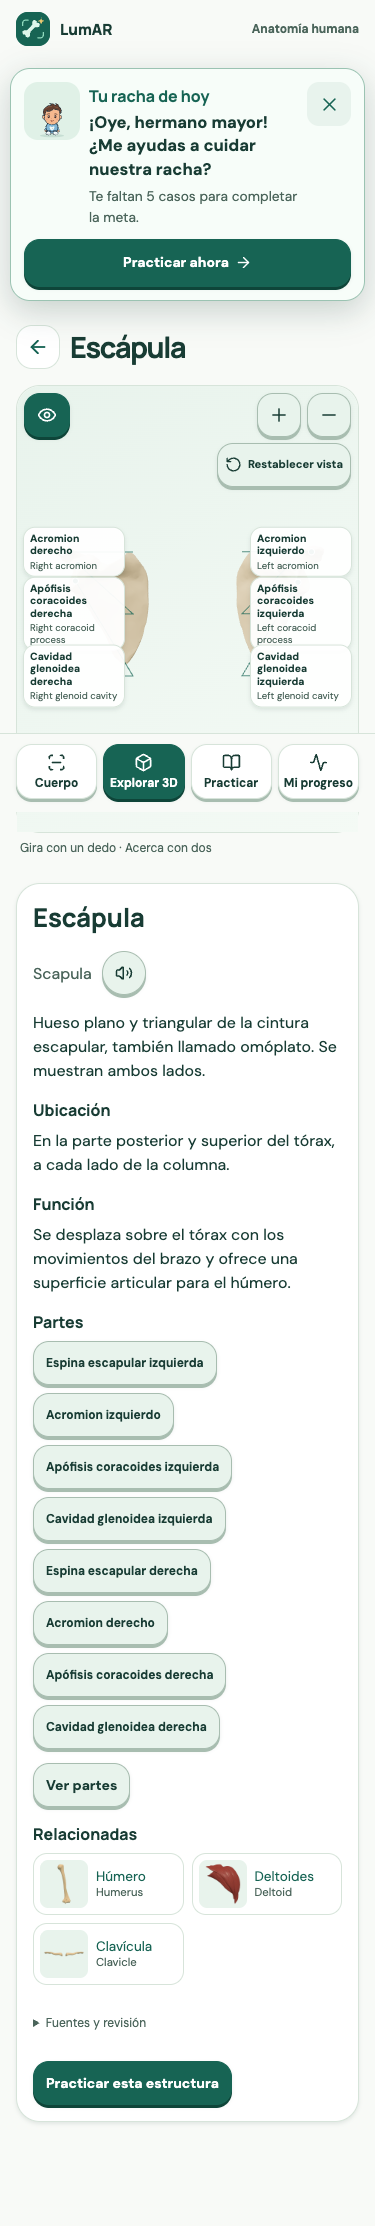 LumAR
Anatomía humana
Tu racha de hoy
¡Oye, hermano mayor!
¿Me ayudas a cuidar
nuestra racha?
Te faltan 5 casos para completar
la meta.
Practicar ahora
Escápula
Restablecer vista
Acromion
derecho
Right acromion
Apófisis
coracoides
derecha
Right coracoid
process
Cavidad
glenoidea
derecha
Right glenoid cavity
Acromion
izquierdo
Left acromion
Apófisis
coracoides
izquierda
Left coracoid
process
Cavidad
glenoidea
izquierda
Left glenoid cavity
Cuerpo
Explorar 3D
Practicar
Mi progreso
Gira con un dedo · Acerca con dos
Escápula
Scapula
Hueso plano y triangular de la cintura
escapular, también llamado omóplato. Se
muestran ambos lados.
Ubicación
En la parte posterior y superior del tórax,
a cada lado de la columna.
Función
Se desplaza sobre el tórax con los
movimientos del brazo y ofrece una
superficie articular para el húmero.
Partes
Espina escapular izquierda
Acromion izquierdo
Apófisis coracoides izquierda
Cavidad glenoidea izquierda
Espina escapular derecha
Acromion derecho
Apófisis coracoides derecha
Cavidad glenoidea derecha
Ver partes
Relacionadas
Húmero
Humerus
Deltoides
Deltoid
Clavícula
Clavicle
Fuentes y revisión
Practicar esta estructura